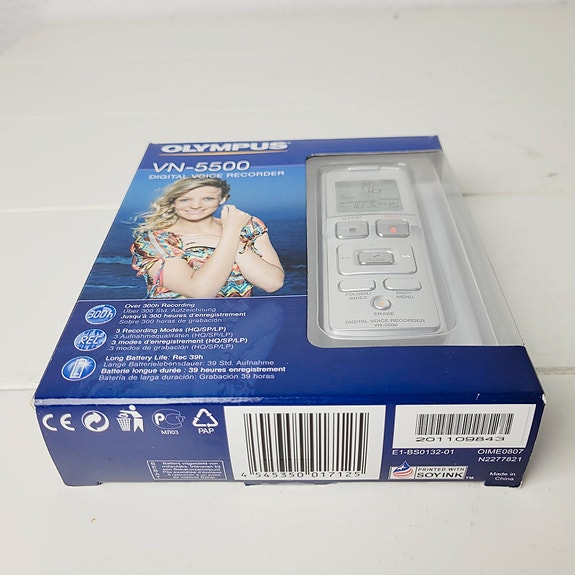 OLYMPUS
VN-5500
DIGITAL VOICE RECORDER
STOP
FOLDER/
INDEX
MENU
ERASE
DIGITAL VOICE RECORDER
VN-5500
300h
Over 300h Recording
Über 300 Std. Aufzeichnung
Jusqu'à 300 heures d'enregistrement
Sobre 300 horas de grabación
REC
3 Recording Modes (HQ/SP/LP)
3 Aufnahmequalitäten (HQ/SP/LP)
3 modes d'enregistrement (HQ/SP/LP)
3 modos de grabación (HQ/SP/LP)
Long Battery Life: Rec 39h
Lange Batterielebensdauer: 39 Std. Aufnahme
Batterie longue durée : 39 heures enregistrement
Batería de larga duración: Grabación 39 horas
CE
PAP
4 545350 017125
201109843
E1-BS0132-01
OIME0807
N2277821
PRINTED WITH
SOYINK™
Made in
China